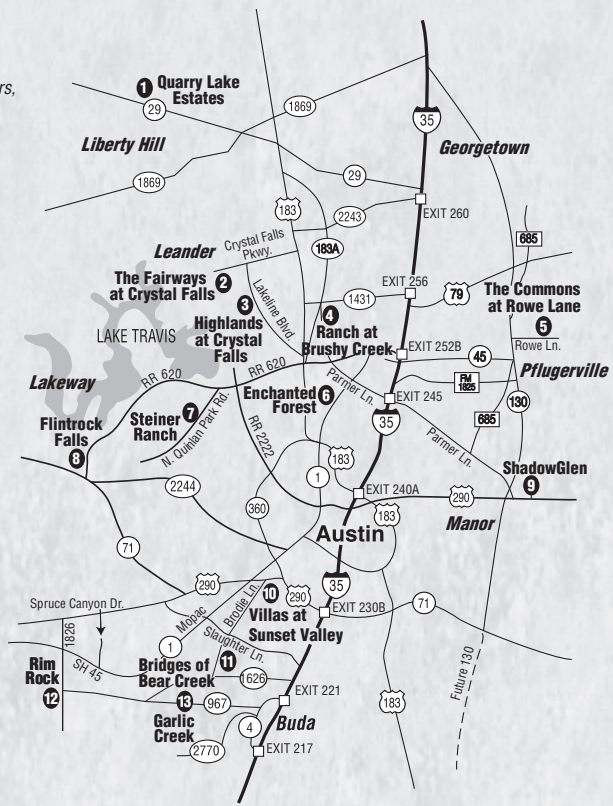 ers,
1 Quarry Lake
Estates
29
1869
35
Liberty Hill
Georgetown
1869
29
183
2243
EXIT 260
685
Leander
Crystal Falls
Pkwy.
183A
The Fairways
at Crystal Falls
2
EXIT 256
79
The Commons
at Rowe Lane
5
3
Highlands
at Crystal
Falls
Lakeline Blvd.
1431
4
Ranch at
Brushy Creek
LAKE TRAVIS
EXIT 252B
45
Rowe Ln.
RR 620
RR 620
Parmer Ln.
FM
1825
Pflugerville
Lakeway
Enchanted
Forest
6
EXIT 245
130
Flintrock
Falls
8
Steiner
Ranch
7
N. Quinlan Park Rd.
RR 2222
35
685
Parmer Ln.
183
ShadowGlen
9
2244
1
EXIT 240A
290
360
183
Manor
Austin
71
290
35
Spruce Canyon Dr.
Mopac
Brodie Ln.
10
290
Villas at
Sunset Valley
EXIT 230B
71
1826
1
Slaughter Ln.
SH 45
Bridges of
Bear Creek
11
1626
Rim
Rock
12
13
967
EXIT 221
Future 130
Garlic
Creek
4
Buda
183
2770
EXIT 217